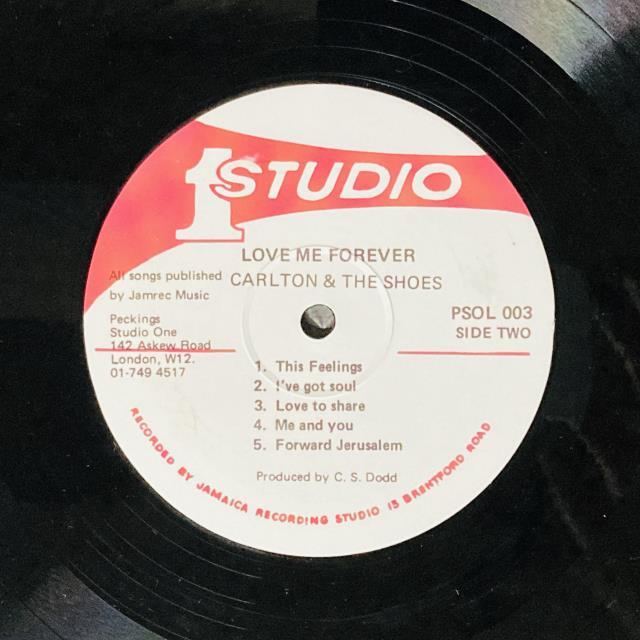 1 STUDIO
LOVE ME FOREVER
CARLTON & THE SHOES
All songs published
by Jamrec Music
Peckings
Studio One
142 Askew Road
London, W12.
01-749 4517
PSOL 003
SIDE TWO
1. This Feelings
2. I've got soul
3. Love to share
4. Me and you
5. Forward Jerusalem
Produced by C. S. Dodd
RECORDED BY JAMAICA RECORDING STUDIO 13 BRENTFORD ROAD